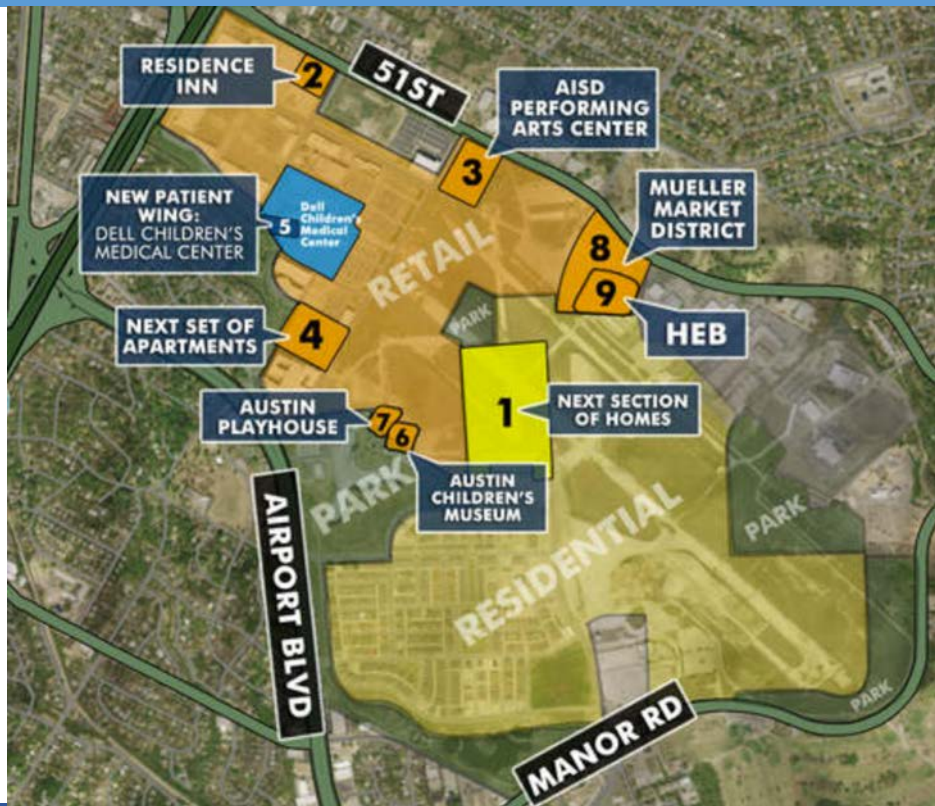 RESIDENCE
INN
2
51ST
AISD
PERFORMING
ARTS CENTER
3
NEW PATIENT
WING:
DELL CHILDREN'S
MEDICAL CENTER
5
Dell
Children's
Medical
Center
MUELLER
MARKET
DISTRICT
8
9
HEB
RETAIL
PARK
NEXT SET OF
APARTMENTS
4
1
NEXT SECTION
OF HOMES
AUSTIN
PLAYHOUSE
7
6
AUSTIN
CHILDREN'S
MUSEUM
PARK
AIRPORT BLVD
RESIDENTIAL
PARK
PARK
MANOR RD